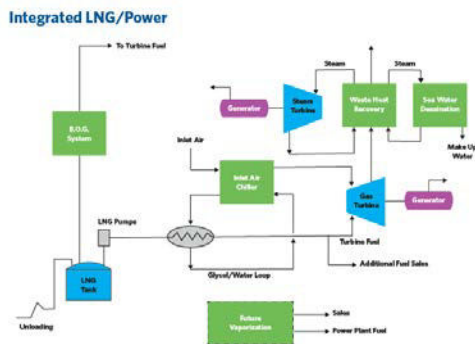 Integrated LNG/Power
To Turbine Fuel
Steam
Steam
Generator
Steam
Turbine
Waste Heat
Recovery
Sea Water
Desalination
B.O.G.
System
Make Up
Water
Inlet Air
Inlet Air
Chiller
Gas
Turbine
Generator
LNG Pumps
Turbine Fuel
Additional Fuel Sales
Glycol/Water Loop
LNG
Tank
Unloading
Future
Vaporization
Sales
Power Plant Fuel